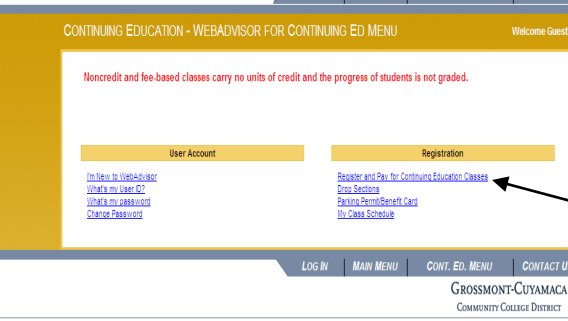 CONTINUING EDUCATION - WEBADVISOR FOR CONTINUING ED MENU
Welcome Guest
Noncredit and fee-based classes carry no units of credit and the progress of students is not graded.
User Account
I'm New to WebAdvisor
What's my User ID?
What's my password
Change Password
Registration
Register and Pay for Continuing Education Classes
Drop Sections
Parking Permit/Benefit Card
My Class Schedule
LOG IN MAIN MENU CONT. ED. MENU CONTACT U
GROSSMONT-CUYAMACA
COMMUNITY COLLEGE DISTRICT